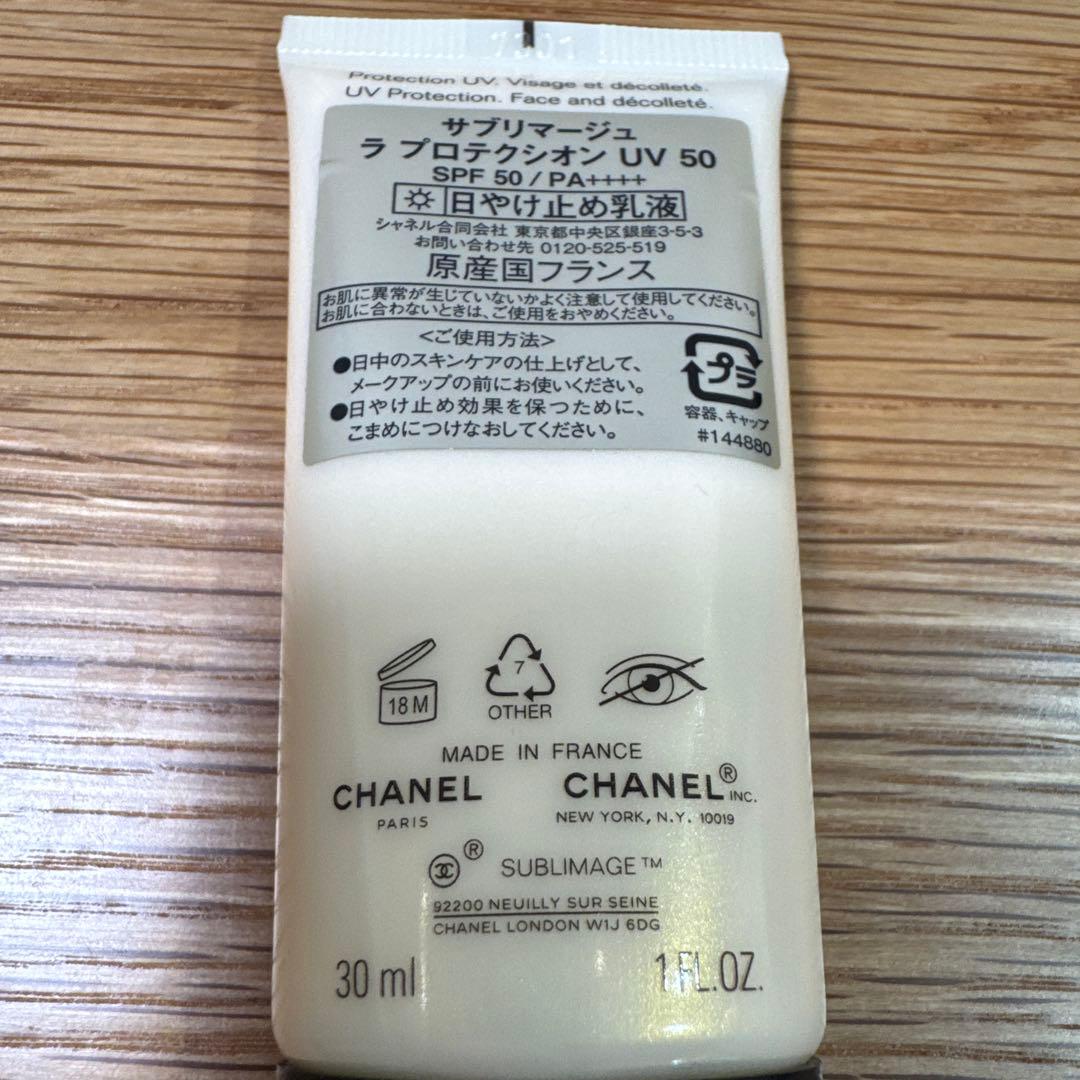 7301
Protection UV. Visage et décolleté.
UV Protection. Face and décolleté.
サブリマージュ
ラ プロテクシオン UV 50
SPF 50 / PA++++
日やけ止め乳液
シャネル合同会社 東京都中央区銀座3-5-3
お問い合わせ先 0120-525-519
原産国フランス
お肌に異常が生じていないかよく注意して使用してください。
お肌に合わないときは、ご使用をおやめください。
<ご使用方法>
●日中のスキンケアの仕上げとして、
メークアップの前にお使いください。
●日やけ止め効果を保つために、
こまめにつけなおしてください。
プラ
容器、キャップ
#144880
18 M
7
OTHER
MADE IN FRANCE
CHANEL
PARIS
CHANEL® INC.
NEW YORK, N.Y. 10019
® SUBLIMAGE™
92200 NEUILLY SUR SEINE
CHANEL LONDON W1J 6DG
30 ml
1 FL.OZ.